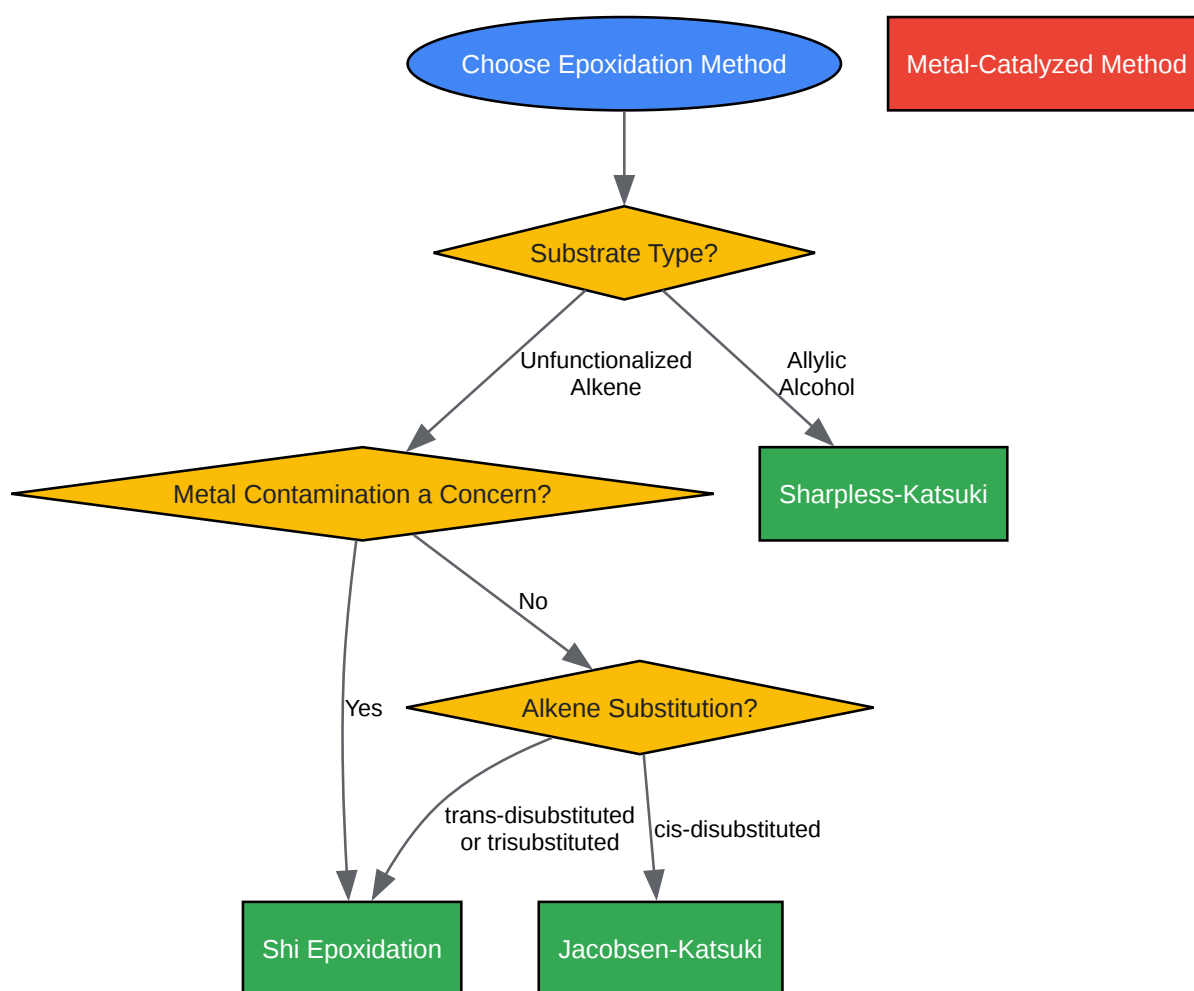 Choose Epoxidation Method
Metal-Catalyzed Method
Substrate Type?
Unfunctionalized
Alkene
Allylic
Alcohol
Metal Contamination a Concern?
Sharpless-Katsuki
No
Yes
Alkene Substitution?
trans-disubstituted
or trisubstituted
cis-disubstituted
Shi Epoxidation
Jacobsen-Katsuki